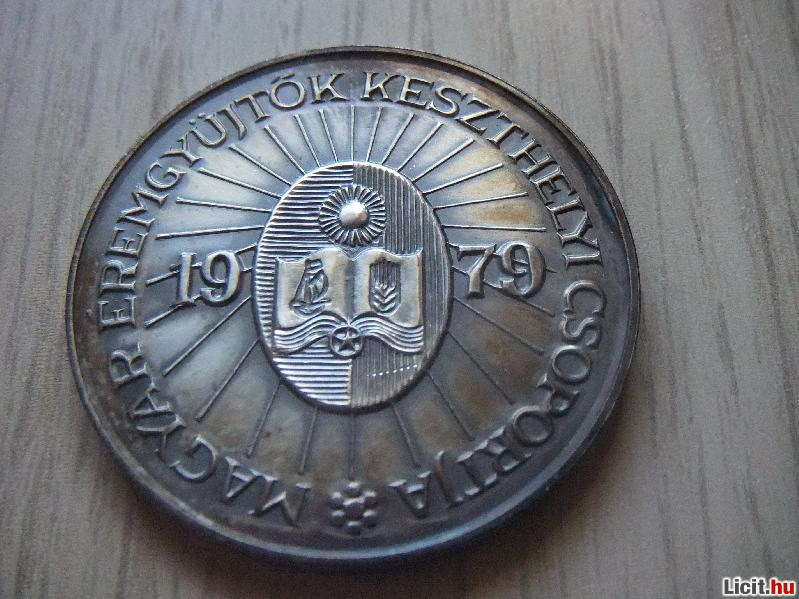 MAGYAR ÉREMGYŰJTŐK KESZTHELYI CSOPORTJA
1979
Licit.hu